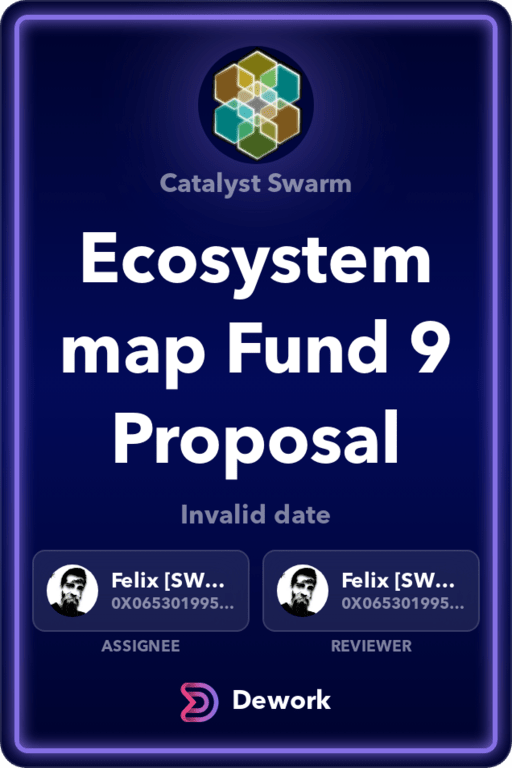 Catalyst Swarm
Ecosystem
map Fund 9
Proposal
Invalid date
Felix [SW...
0X065301995...
Felix [SW...
0X065301995...
ASSIGNEE
REVIEWER
Dework